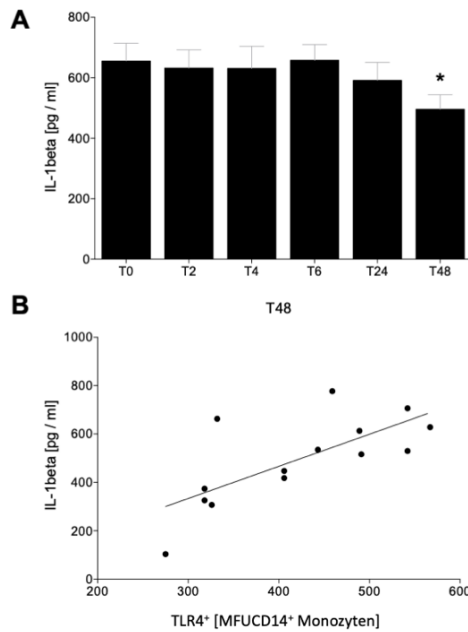 A
800
600
400
200
0
IL-1beta [pg / ml]
*
T0 T2 T4 T6 T24 T48
B
T48
1000
800
600
400
200
0
IL-1beta [pg / ml]
200 300 400 500 600
TLR4⁺ [MFUCD14⁺ Monozyten]